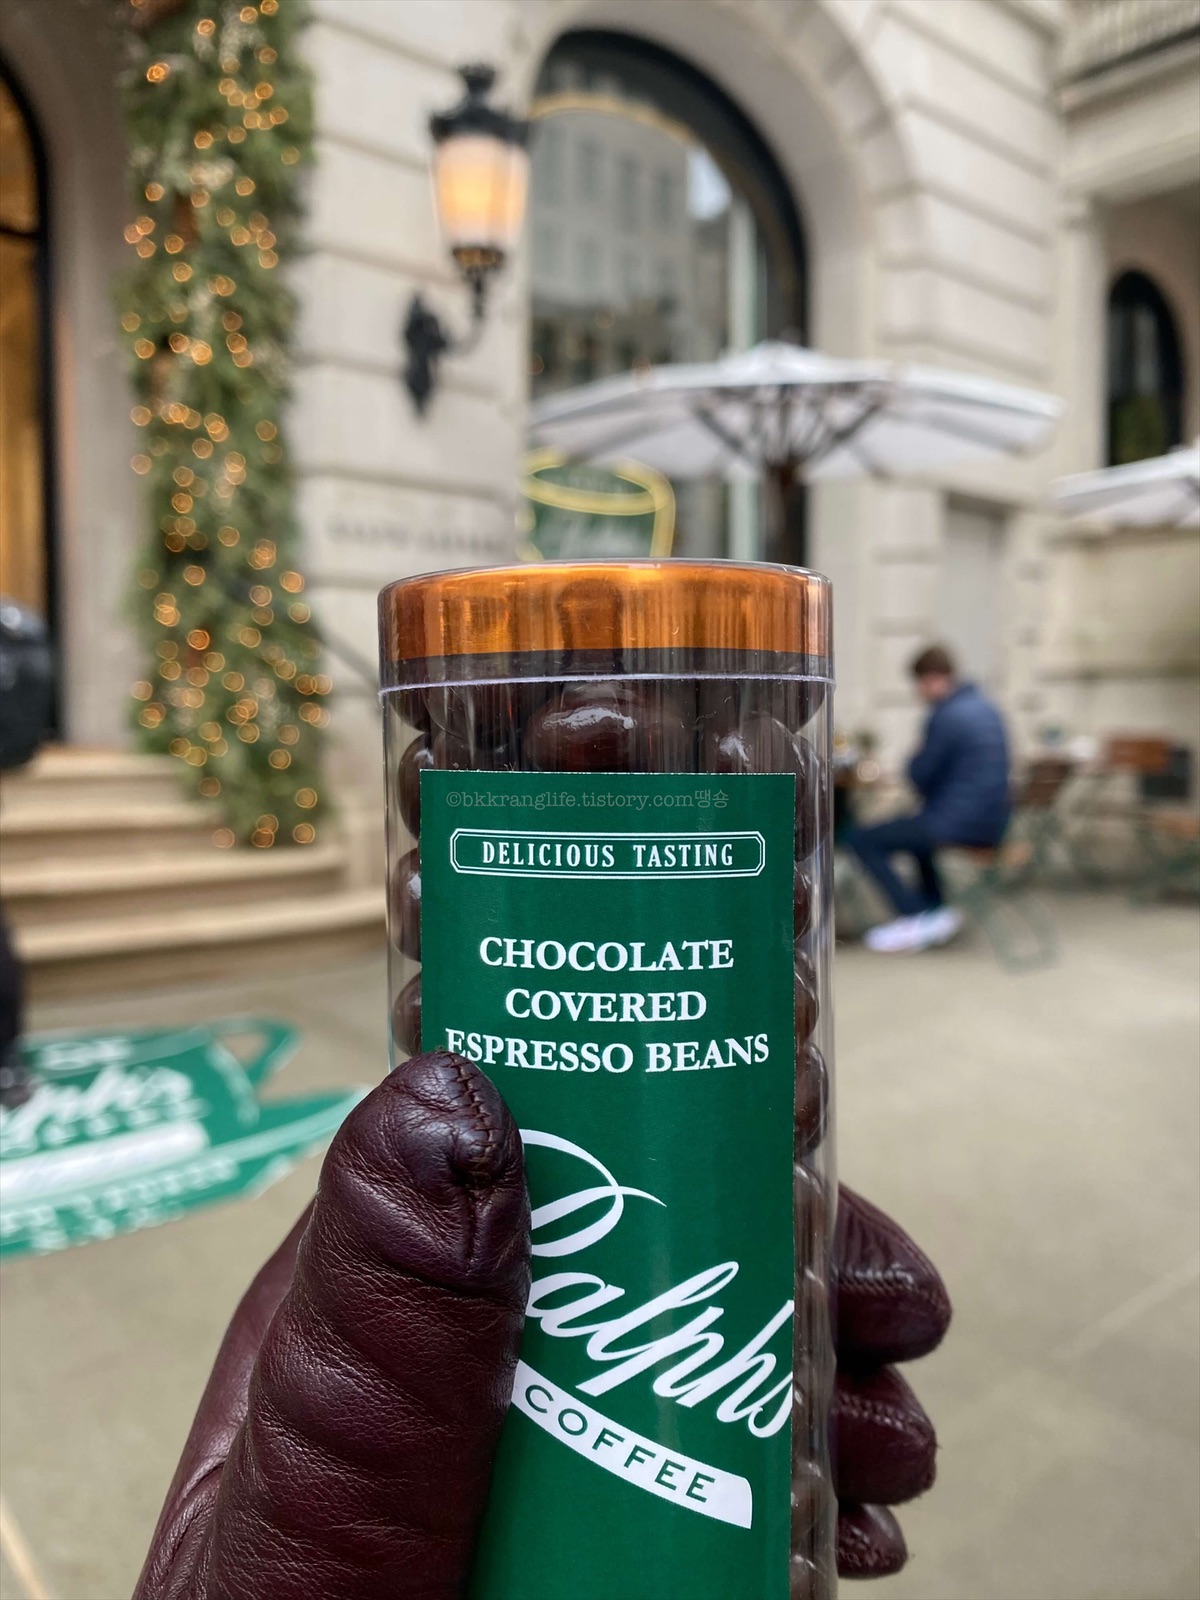 ©bkkranglife.tistory.com땡숑
DELICIOUS TASTING
CHOCOLATE
COVERED
ESPRESSO BEANS
Ralph's
COFFEE